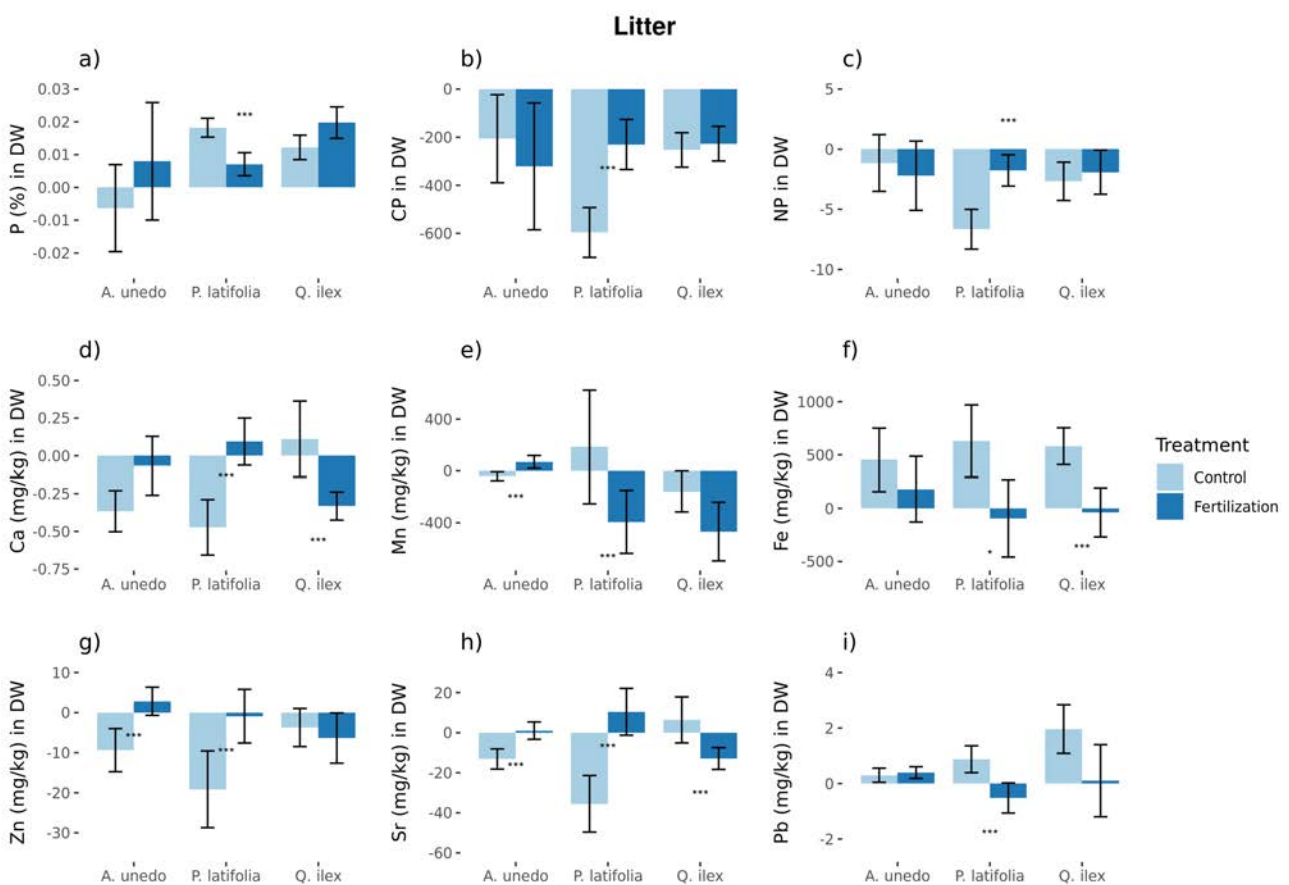 Litter
a)
P (%) in DW
0.03
0.02
0.01
0.00
-0.01
-0.02
A. unedo P. latifolia Q. ilex
***
b)
CP in DW
0
-200
-400
-600
A. unedo P. latifolia Q. ilex
***
c)
NP in DW
5
0
-5
-10
A. unedo P. latifolia Q. ilex
***
d)
Ca (mg/kg) in DW
0.50
0.25
0.00
-0.25
-0.50
-0.75
A. unedo P. latifolia Q. ilex
***
***
e)
Mn (mg/kg) in DW
400
0
-400
A. unedo P. latifolia Q. ilex
***
***
f)
Fe (mg/kg) in DW
1000
500
0
-500
A. unedo P. latifolia Q. ilex
*
***
Treatment
Control
Fertilization
g)
Zn (mg/kg) in DW
10
0
-10
-20
-30
A. unedo P. latifolia Q. ilex
***
***
h)
Sr (mg/kg) in DW
20
0
-20
-40
-60
A. unedo P. latifolia Q. ilex
***
***
***
i)
Pb (mg/kg) in DW
4
2
0
-2
A. unedo P. latifolia Q. ilex
***